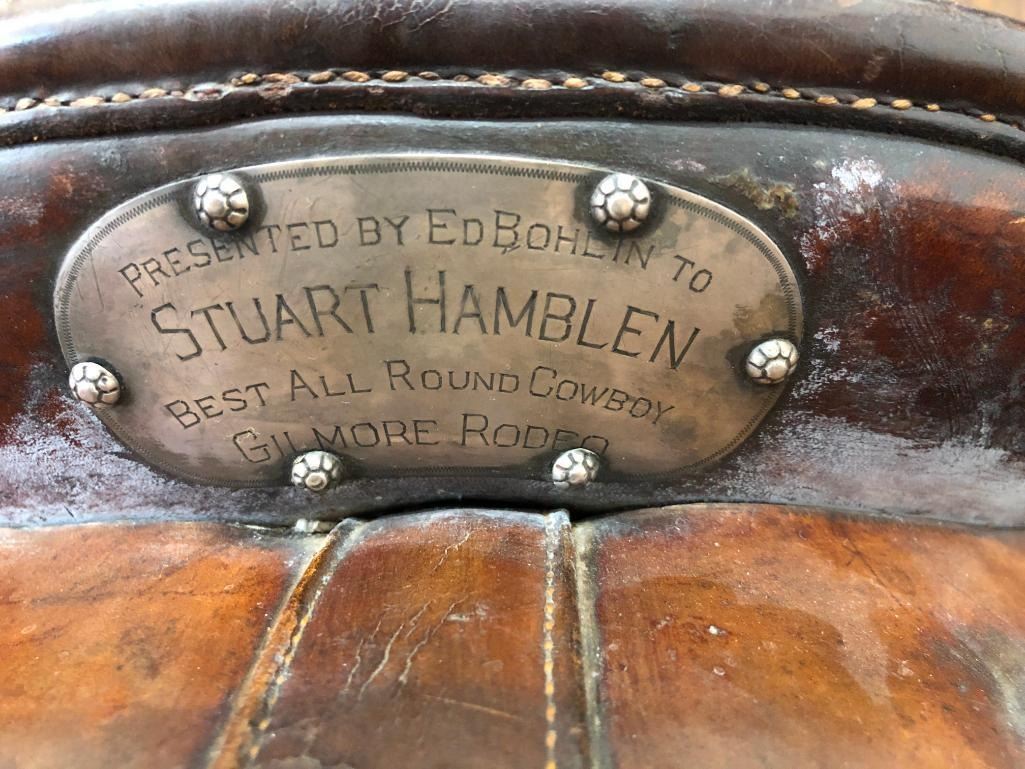 PRESENTED BY ED BOHLIN TO
STUART HAMBLEN
BEST ALL ROUND COWBOY
GILMORE RODEO